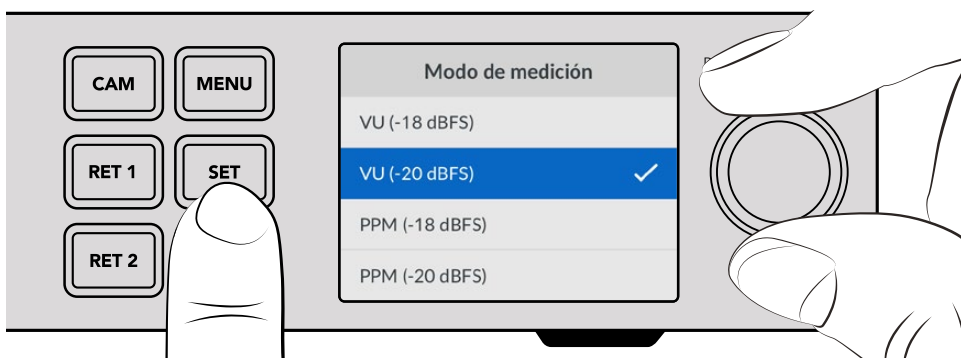 CAM
MENU
RET 1
SET
RET 2
Modo de medición
VU (-18 dBFS)
VU (-20 dBFS)
PPM (-18 dBFS)
PPM (-20 dBFS)